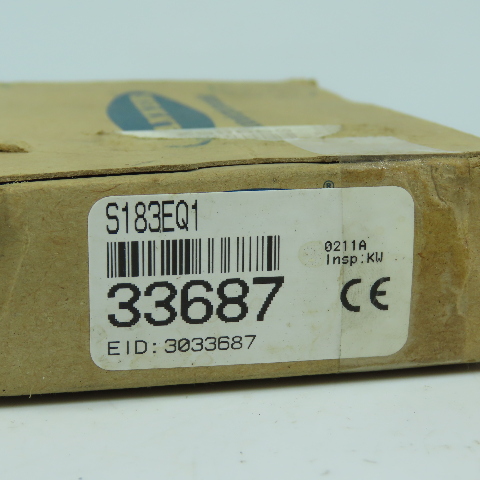 S183EQ1
0211A
Insp:KW
33687
CE
EID: 3033687
®